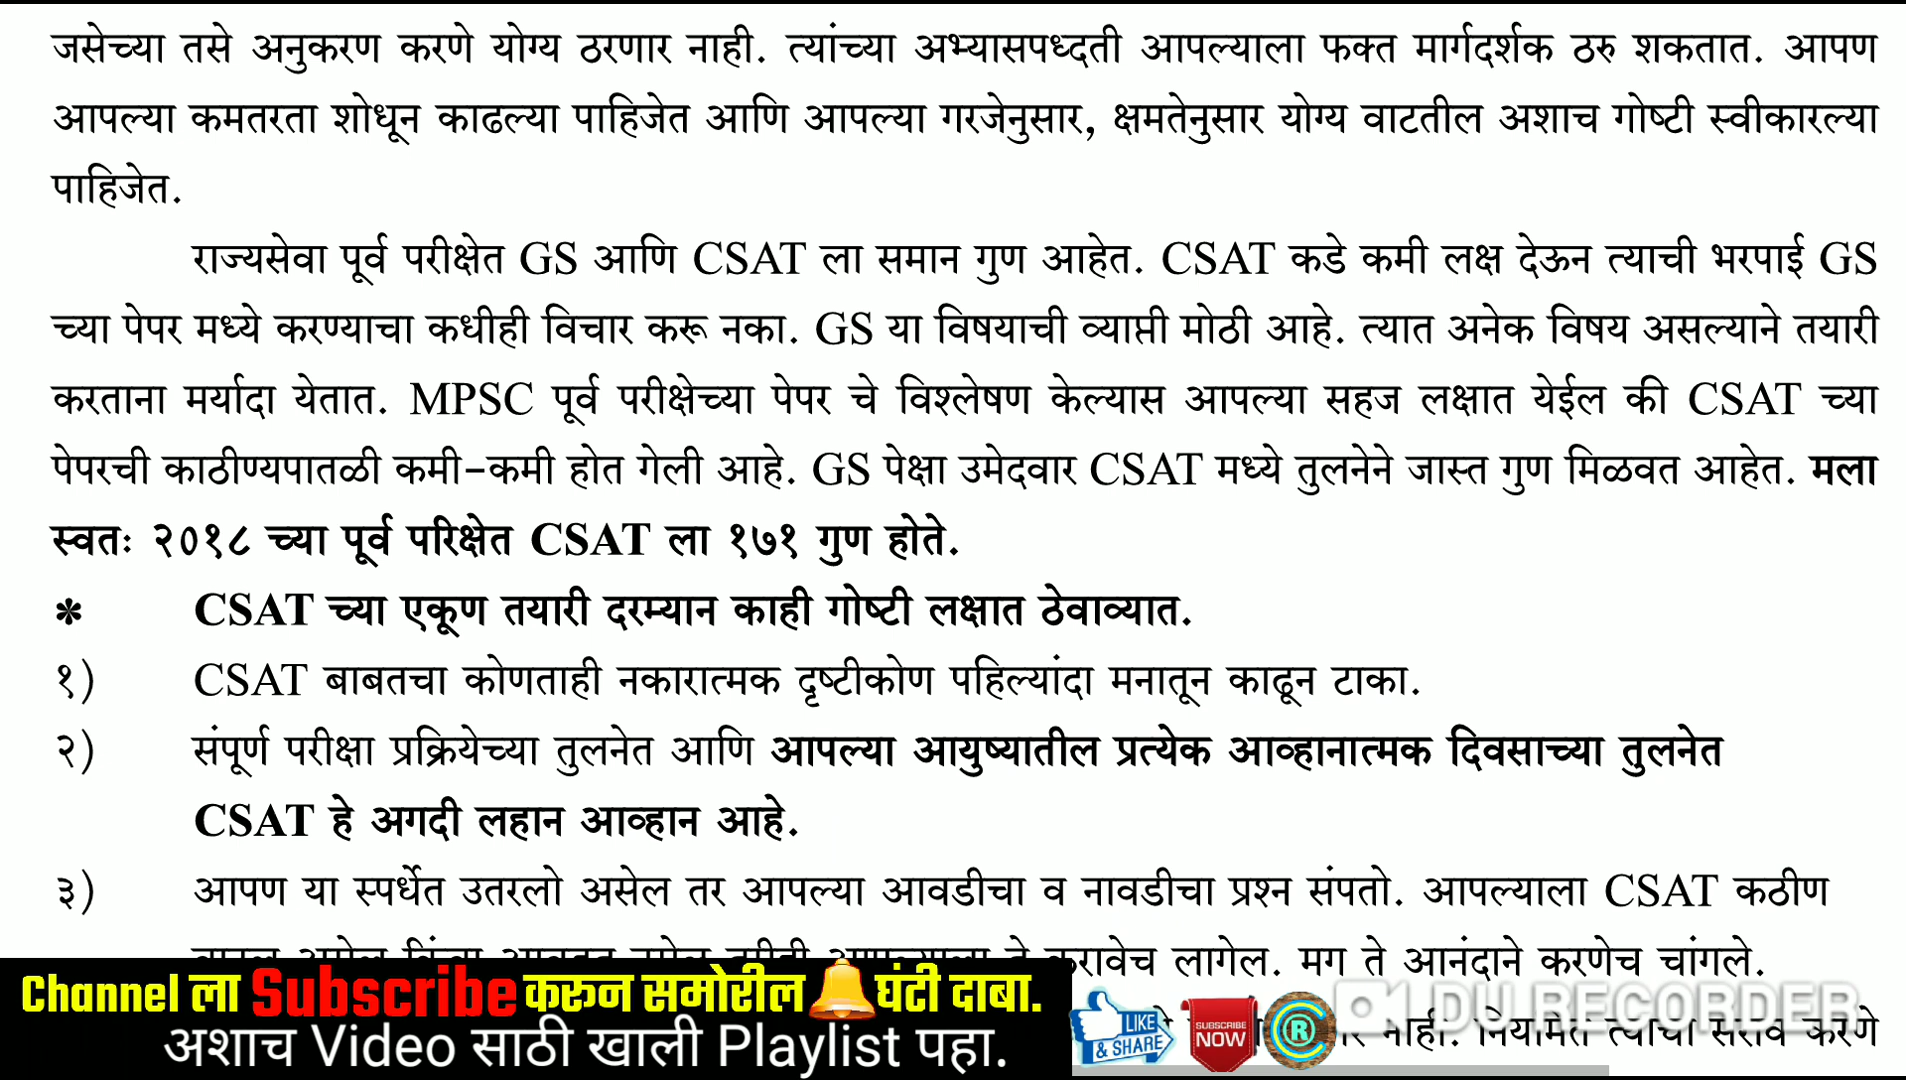 जसेच्या तसे अनुकरण करणे योग्य ठरणार नाही. त्यांच्या अभ्यासपध्दती आपल्याला फक्त मार्गदर्शक ठरु शकतात. आपण
आपल्या कमतरता शोधून काढल्या पाहिजेत आणि आपल्या गरजेनुसार, क्षमतेनुसार योग्य वाटतील अशाच गोष्टी स्वीकारल्या
पाहिजेत.
राज्यसेवा पूर्व परीक्षेत GS आणि CSAT ला समान गुण आहेत. CSAT कडे कमी लक्ष देऊन त्याची भरपाई GS
च्या पेपर मध्ये करण्याचा कधीही विचार करू नका. GS या विषयाची व्याप्ती मोठी आहे. त्यात अनेक विषय असल्याने तयारी
करताना मर्यादा येतात. MPSC पूर्व परीक्षेच्या पेपर चे विश्लेषण केल्यास आपल्या सहज लक्षात येईल की CSAT च्या
पेपरची काठीण्यपातळी कमी-कमी होत गेली आहे. GS पेक्षा उमेदवार CSAT मध्ये तुलनेने जास्त गुण मिळवत आहेत. मला
स्वतः २०१८ च्या पूर्व परिक्षेत CSAT ला १७१ गुण होते.
* CSAT च्या एकूण तयारी दरम्यान काही गोष्टी लक्षात ठेवाव्यात.
१) CSAT बाबतचा कोणताही नकारात्मक दृष्टीकोण पहिल्यांदा मनातून काढून टाका.
२) संपूर्ण परीक्षा प्रक्रियेच्या तुलनेत आणि आपल्या आयुष्यातील प्रत्येक आव्हानात्मक दिवसाच्या तुलनेत
CSAT हे अगदी लहान आव्हान आहे.
३) आपण या स्पर्धेत उतरलो असेल तर आपल्या आवडीचा व नावडीचा प्रश्न संपतो. आपल्याला CSAT कठीण
करावेच लागेल. मग ते आनंदाने करणेच चांगले.
Channel ला Subscribe करून समोरील घंटी दाबा.
अशाच Video साठी खाली Playlist पहा.
LIKE & SHARE
SUBSCRIBE NOW
R
DU RECORDER
नाही. नियमित त्याचा सराव करणे